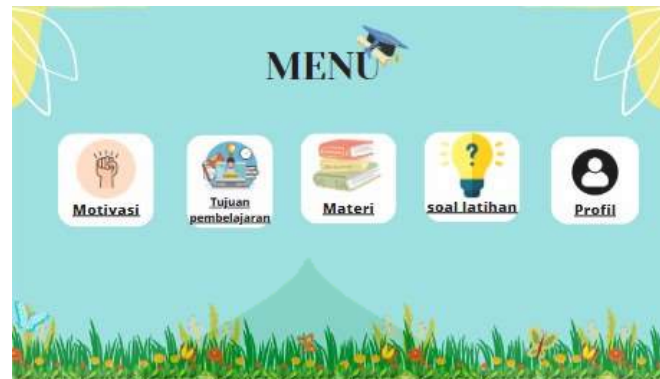 MENU
Motivasi
Tujuan
pembelajaran
Materi
soal latihan
Profil